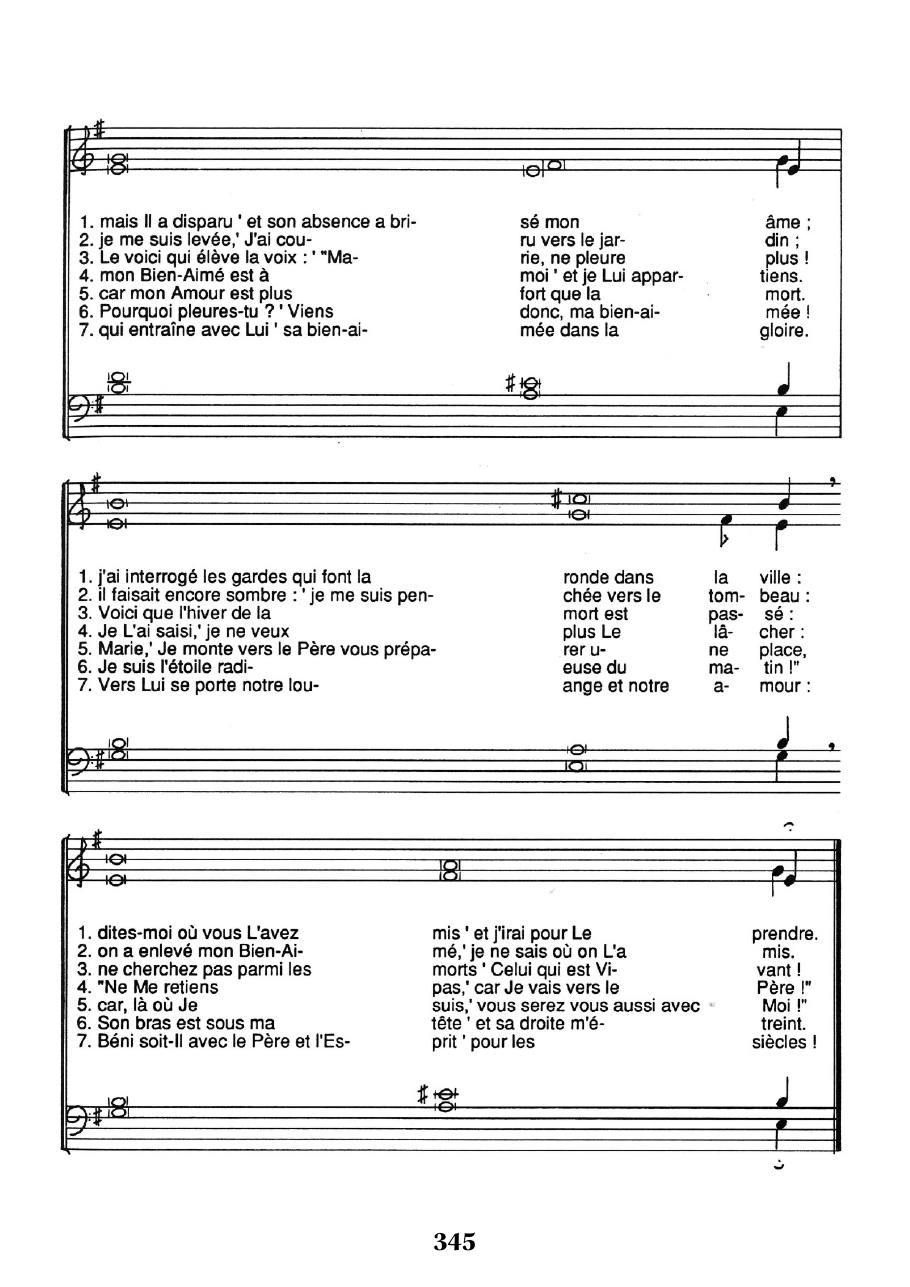 1. mais Il a disparu ' et son absence a bri- sé mon âme ;
2. je me suis levée,' J'ai cou- ru vers le jar- din ;
3. Le voici qui élève la voix : ' "Ma- rie, ne pleure plus !
4. mon Bien-Aimé est à moi ' et je Lui appar- tiens.
5. car mon Amour est plus fort que la mort.
6. Pourquoi pleures-tu ? ' Viens donc, ma bien-ai- mée !
7. qui entraîne avec Lui ' sa bien-ai- mée dans la gloire.
1. j'ai interrogé les gardes qui font la ronde dans la ville :
2. il faisait encore sombre : ' je me suis pen- chée vers le tom- beau :
3. Voici que l'hiver de la mort est pas- sé :
4. Je L'ai saisi,' je ne veux plus Le lâ- cher :
5. Marie,' Je monte vers le Père vous prépa- rer u- ne place,
6. Je suis l'étoile radi- euse du ma- tin !"
7. Vers Lui se porte notre lou- ange et notre a- mour :
1. dites-moi où vous L'avez mis ' et j'irai pour Le prendre.
2. on a enlevé mon Bien-Ai- mé,' je ne sais où on L'a mis.
3. ne cherchez pas parmi les morts ' Celui qui est Vi- vant !
4. "Ne Me retiens pas,' car Je vais vers le Père !"
5. car, là où Je suis,' vous serez vous aussi avec Moi !"
6. Son bras est sous ma tête ' et sa droite m'é- treint.
7. Béni soit-Il avec le Père et l'Es- prit ' pour les siècles !
345